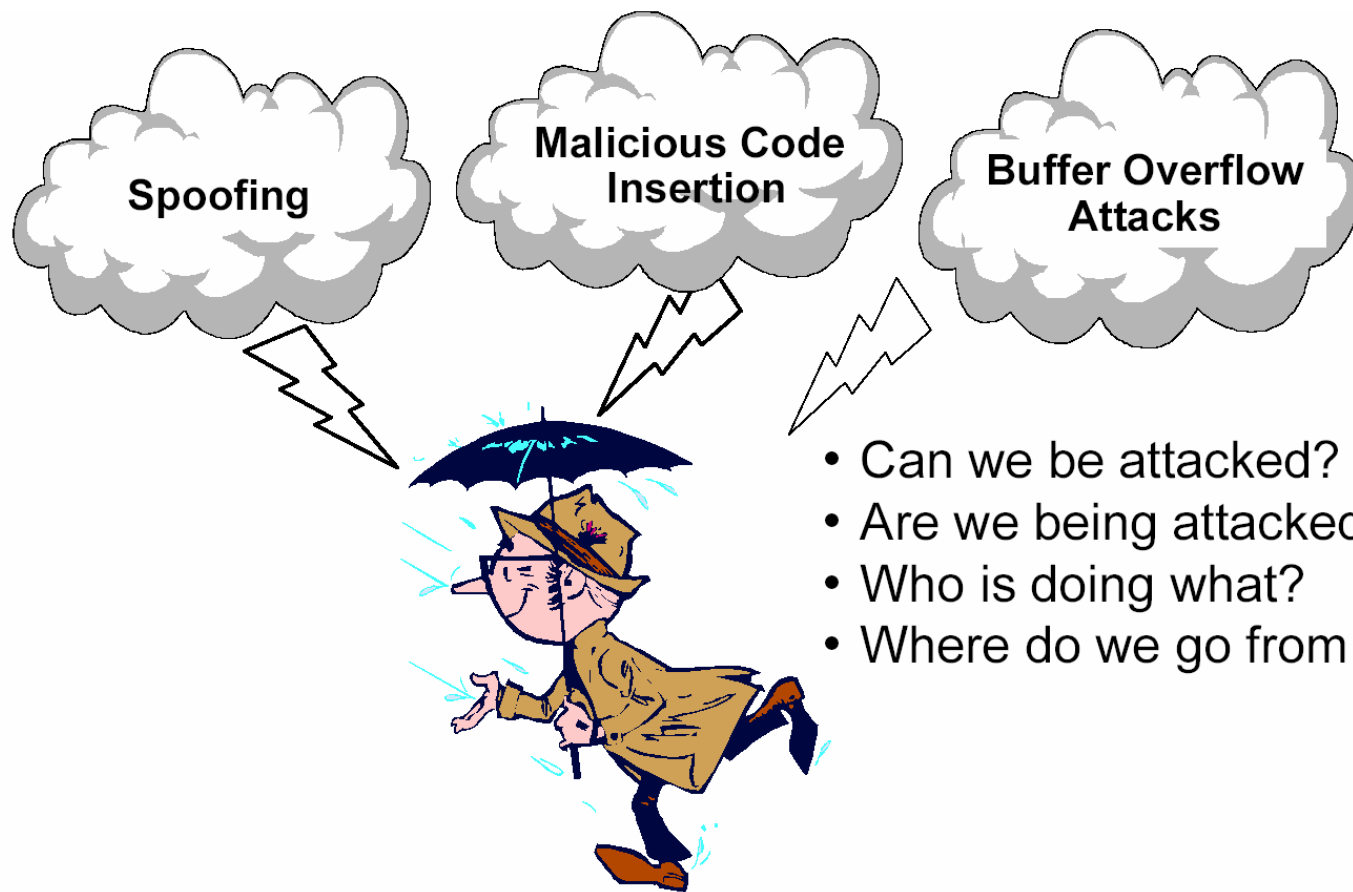 Spoofing
Malicious Code
Insertion
Buffer Overflow
Attacks
• Can we be attacked?
• Are we being attacked
• Who is doing what?
• Where do we go from